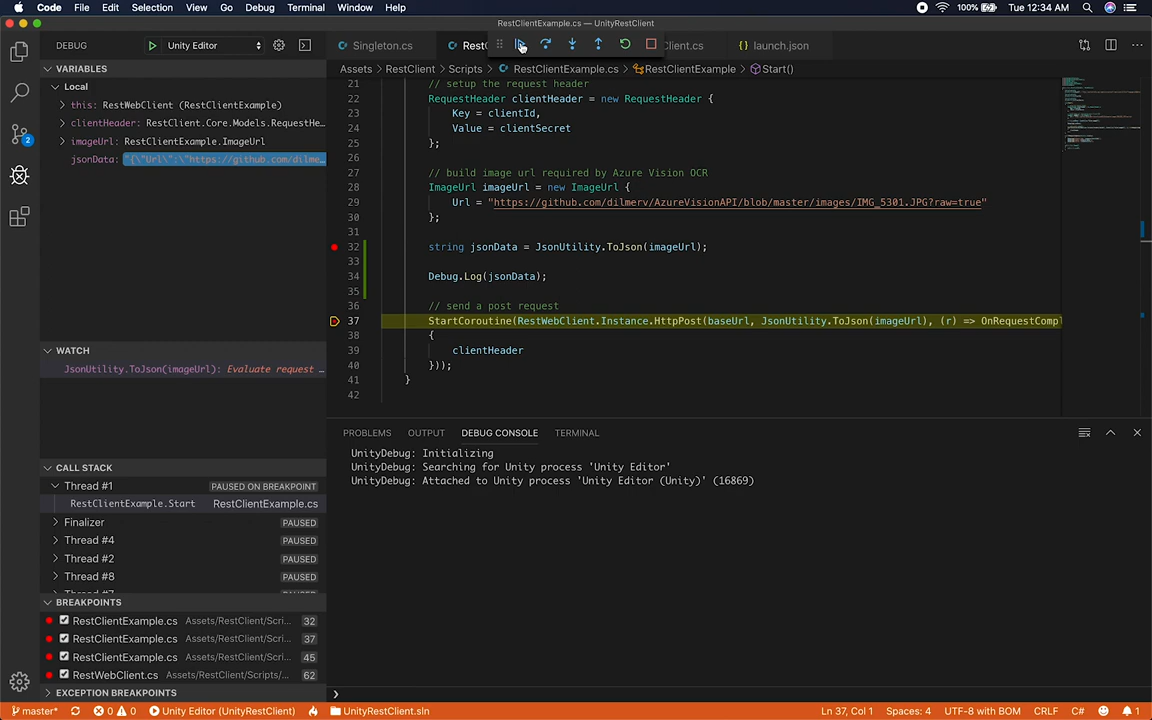 Code File Edit Selection View Go Debug Terminal Window Help 100% Tue 12:34 AM
RestClientExample.cs — UnityRestClient
DEBUG Unity Editor Singleton.cs Rest Client.cs launch.json
Assets > RestClient > Scripts > RestClientExample.cs > RestClientExample > Start()
VARIABLES
Local
this: RestWebClient (RestClientExample)
clientHeader: RestClient.Core.Models.RequestHe…
imageUrl: RestClientExample.ImageUrl
jsonData: "{\"Url\":\"https://github.com/dilme…
WATCH
JsonUtility.ToJson(imageUrl): Evaluate request …
CALL STACK
Thread #1 PAUSED ON BREAKPOINT
RestClientExample.Start RestClientExample.cs
Finalizer PAUSED
Thread #4 PAUSED
Thread #2 PAUSED
Thread #8 PAUSED
BREAKPOINTS
RestClientExample.cs Assets/RestClient/Scri... 32
RestClientExample.cs Assets/RestClient/Scri... 37
RestClientExample.cs Assets/RestClient/Scri... 45
RestWebClient.cs Assets/RestClient/Scripts/... 62
EXCEPTION BREAKPOINTS
2
21 // setup the request header
22 RequestHeader clientHeader = new RequestHeader {
23 Key = clientId,
24 Value = clientSecret
25 };
26
27 // build image url required by Azure Vision OCR
28 ImageUrl imageUrl = new ImageUrl {
29 Url = "https://github.com/dilmerv/AzureVisionAPI/blob/master/images/IMG_5301.JPG?raw=true"
30 };
31
32 string jsonData = JsonUtility.ToJson(imageUrl);
33
34 Debug.Log(jsonData);
35
36 // send a post request
37 StartCoroutine(RestWebClient.Instance.HttpPost(baseUrl, JsonUtility.ToJson(imageUrl), (r) => OnRequestCompl
38 {
39 clientHeader
40 }));
41 }
42
PROBLEMS OUTPUT DEBUG CONSOLE TERMINAL
UnityDebug: Initializing
UnityDebug: Searching for Unity process 'Unity Editor'
UnityDebug: Attached to Unity process 'Unity Editor (Unity)' (16869)
master* 0 0 Unity Editor (UnityRestClient) UnityRestClient.sln Ln 37, Col 1 Spaces: 4 UTF-8 with BOM CRLF C# 1